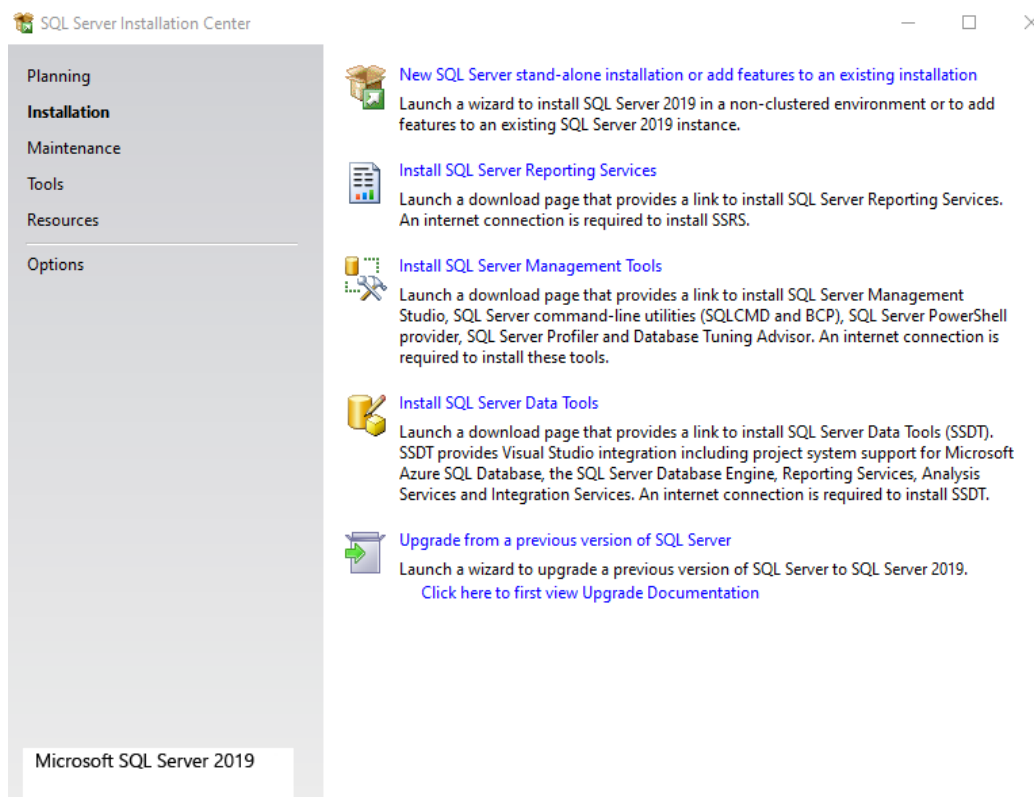 SQL Server Installation Center
Planning
Installation
Maintenance
Tools
Resources
Options
New SQL Server stand-alone installation or add features to an existing installation
Launch a wizard to install SQL Server 2019 in a non-clustered environment or to add
features to an existing SQL Server 2019 instance.
Install SQL Server Reporting Services
Launch a download page that provides a link to install SQL Server Reporting Services.
An internet connection is required to install SSRS.
Install SQL Server Management Tools
Launch a download page that provides a link to install SQL Server Management
Studio, SQL Server command-line utilities (SQLCMD and BCP), SQL Server PowerShell
provider, SQL Server Profiler and Database Tuning Advisor. An internet connection is
required to install these tools.
Install SQL Server Data Tools
Launch a download page that provides a link to install SQL Server Data Tools (SSDT).
SSDT provides Visual Studio integration including project system support for Microsoft
Azure SQL Database, the SQL Server Database Engine, Reporting Services, Analysis
Services and Integration Services. An internet connection is required to install SSDT.
Upgrade from a previous version of SQL Server
Launch a wizard to upgrade a previous version of SQL Server to SQL Server 2019.
Click here to first view Upgrade Documentation
Microsoft SQL Server 2019